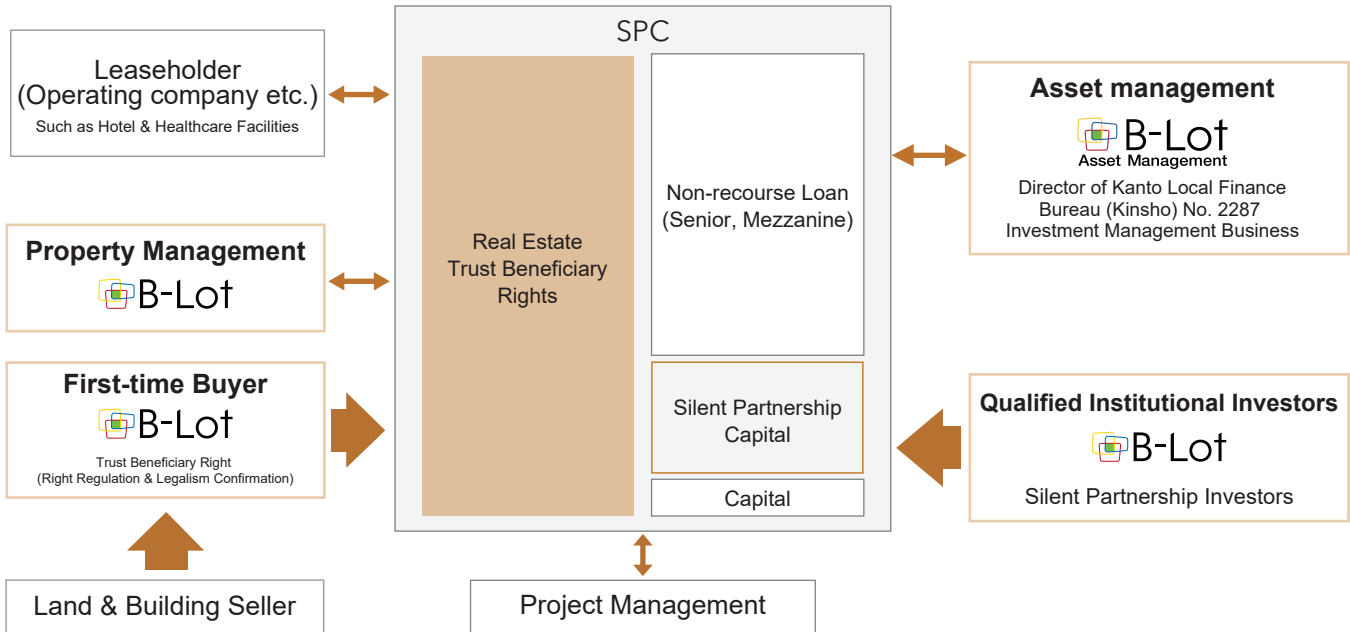 SPC
Leaseholder
(Operating company etc.)
Such as Hotel & Healthcare Facilities
Property Management
B-Lot
First-time Buyer
B-Lot
Trust Beneficiary Right
(Right Regulation & Legalism Confirmation)
Land & Building Seller
Real Estate
Trust Beneficiary
Rights
Non-recourse Loan
(Senior, Mezzanine)
Silent Partnership
Capital
Capital
Project Management
Asset management
B-Lot
Asset Management
Director of Kanto Local Finance
Bureau (Kinsho) No. 2287
Investment Management Business
Qualified Institutional Investors
B-Lot
Silent Partnership Investors